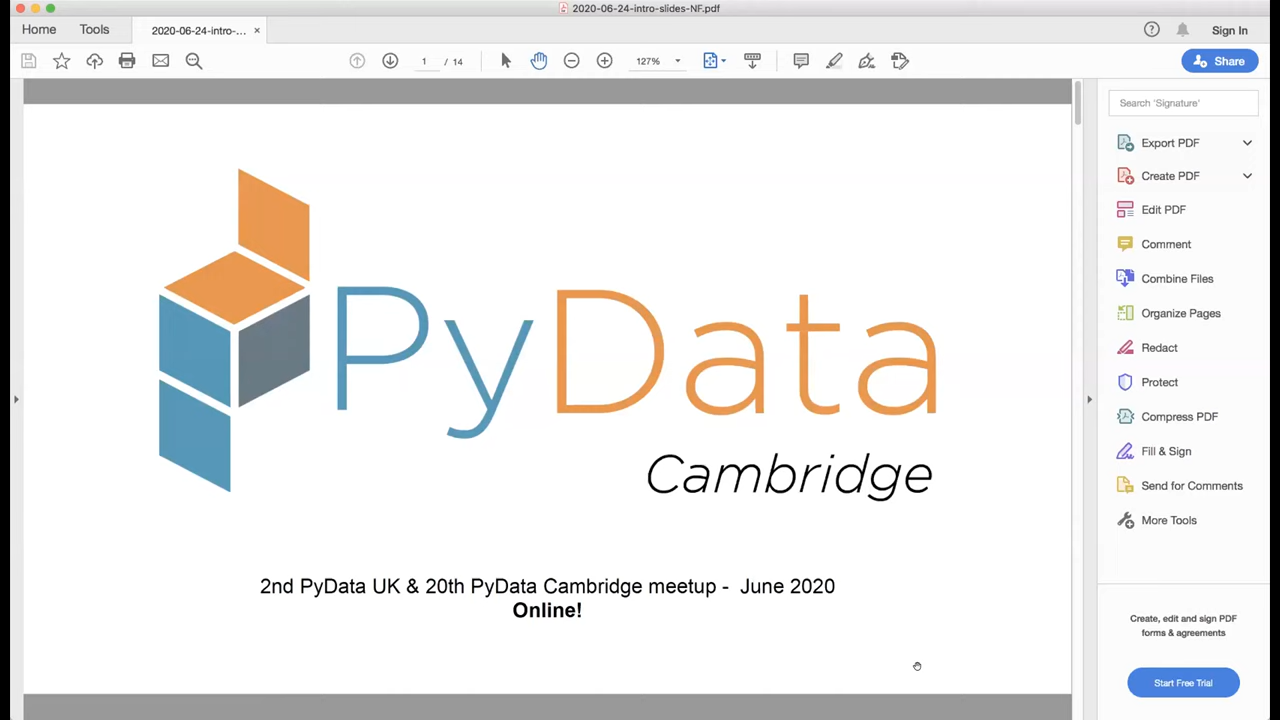 2020-06-24-intro-slides-NF.pdf
Home
Tools
2020-06-24-intro-...
Sign In
1 / 14
127%
Share
Search 'Signature'
Export PDF
Create PDF
Edit PDF
Comment
Combine Files
Organize Pages
Redact
Protect
Compress PDF
Fill & Sign
Send for Comments
More Tools
PyData
Cambridge
2nd PyData UK & 20th PyData Cambridge meetup - June 2020
Online!
Create, edit and sign PDF
forms & agreements
Start Free Trial